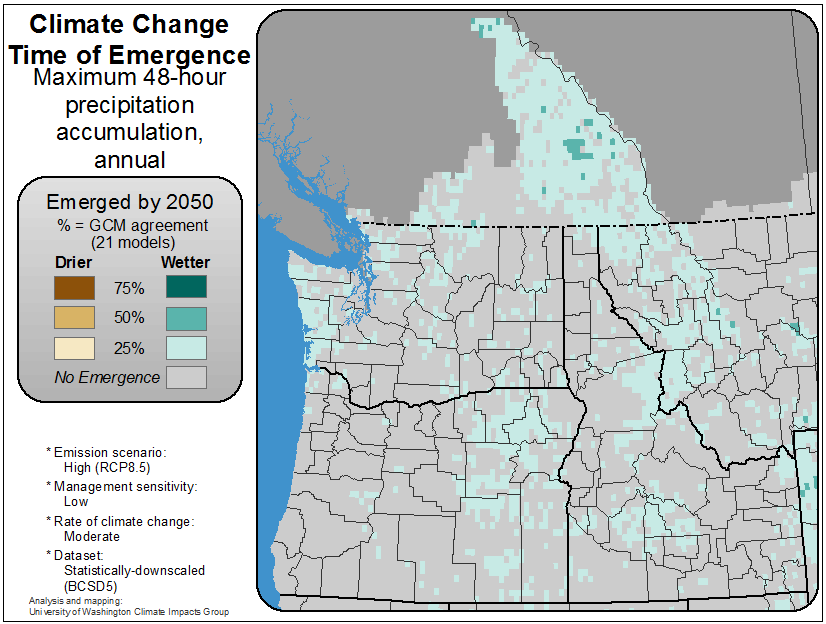 Climate Change
Time of Emergence
Maximum 48-hour
precipitation
accumulation,
annual
Emerged by 2050
% = GCM agreement
(21 models)
Drier Wetter
75%
50%
25%
No Emergence
* Emission scenario:
High (RCP8.5)
* Management sensitivity:
Low
* Rate of climate change:
Moderate
* Dataset:
Statistically-downscaled
(BCSD5)
Analysis and mapping:
University of Washington Climate Impacts Group